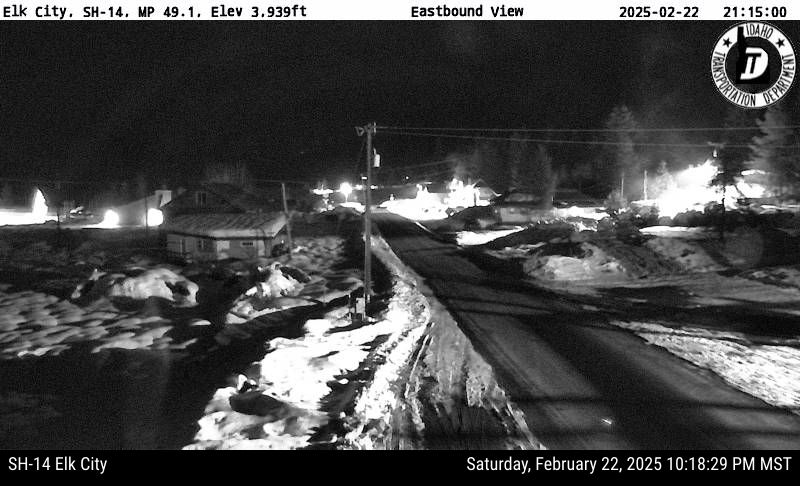 Elk City, SH-14, MP 49.1, Elev 3,939ft Eastbound View 2025-02-22 21:15:00
IDAHO
TRANSPORTATION DEPARTMENT
SH-14 Elk City Saturday, February 22, 2025 10:18:29 PM MST